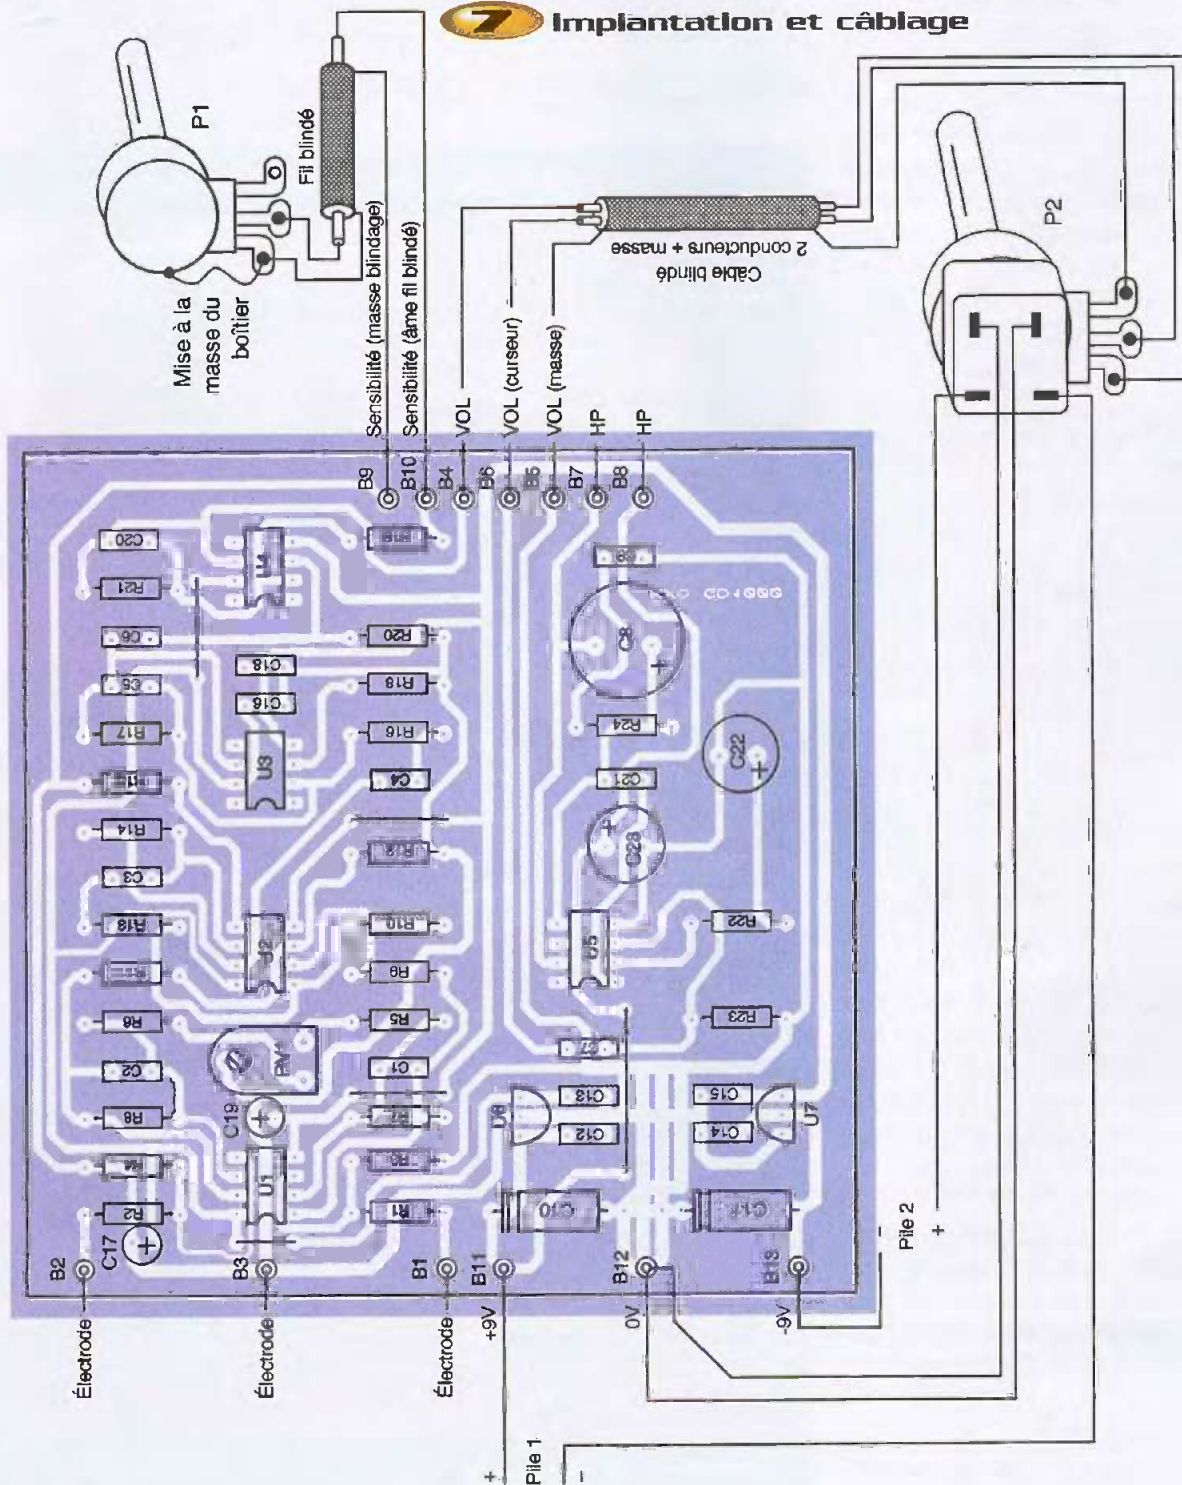 7 Implantation et câblage
P1
Fil blindé
Mise à la
masse du
boîtier
Sensibilité (masse blindage)
Sensibilité (âme fil blindé)
VOL
VOL (curseur)
VOL (masse)
HP
HP
Câble blindé
2 conducteurs + masse
P2
B9
B10
B4
B6
B5
B7
B8
C20
R21
C6
C5
R17
R14
C3
R8
C2
R2
C17
U4
C18
C16
U3
U2
C19
U1
R20
R18
R16
C4
R10
R9
R5
C1
C8
R24
C21
C22
C23
U5
R22
R23
C13
C12
C15
C14
U6
U7
C10
B2
B3
B1
B11
B12
B13
Électrode
Électrode
Électrode
+9V
0V
-9V
+
Pile 1
-
-
Pile 2
+